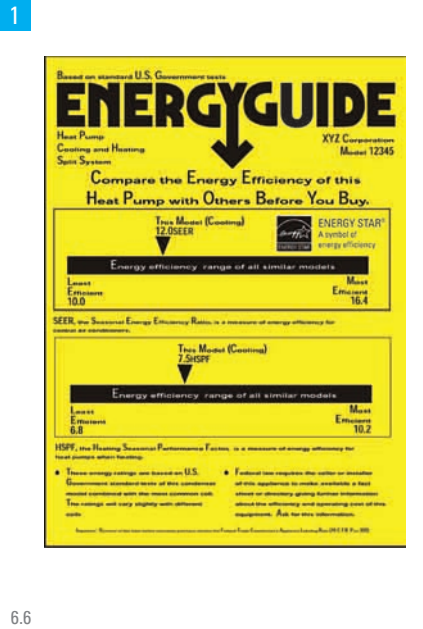 1
Based on standard U.S. Government tests
ENERGYGUIDE
Heat Pump
Cooling and Heating
Split System
XYZ Corporation
Model 12345
Compare the Energy Efficiency of this
Heat Pump with Others Before You Buy.
This Model (Cooling)
12.0SEER
ENERGY STAR®
A symbol of
energy efficiency
energy
ENERGY STAR
Energy efficiency range of all similar models
Least
Efficient
10.0
Most
Efficient
16.4
SEER, the Seasonal Energy Efficiency Ratio, is a measure of energy efficiency for
central air conditioners.
This Model (Cooling)
7.5HSPF
Energy efficiency range of all similar models
Least
Efficient
6.8
Most
Efficient
10.2
HSPF, the Heating Seasonal Performance Factor, is a measure of energy efficiency for
heat pumps when heating.
• These energy ratings are based on U.S.
Government standard tests of this condenser
model combined with the most common coil.
The ratings will vary slightly with different
coils
• Federal law requires the seller or installer
of this appliance to make available a fact
sheet or directory giving further information
about the efficiency and operating cost of this
equipment. Ask for this information.
6.6